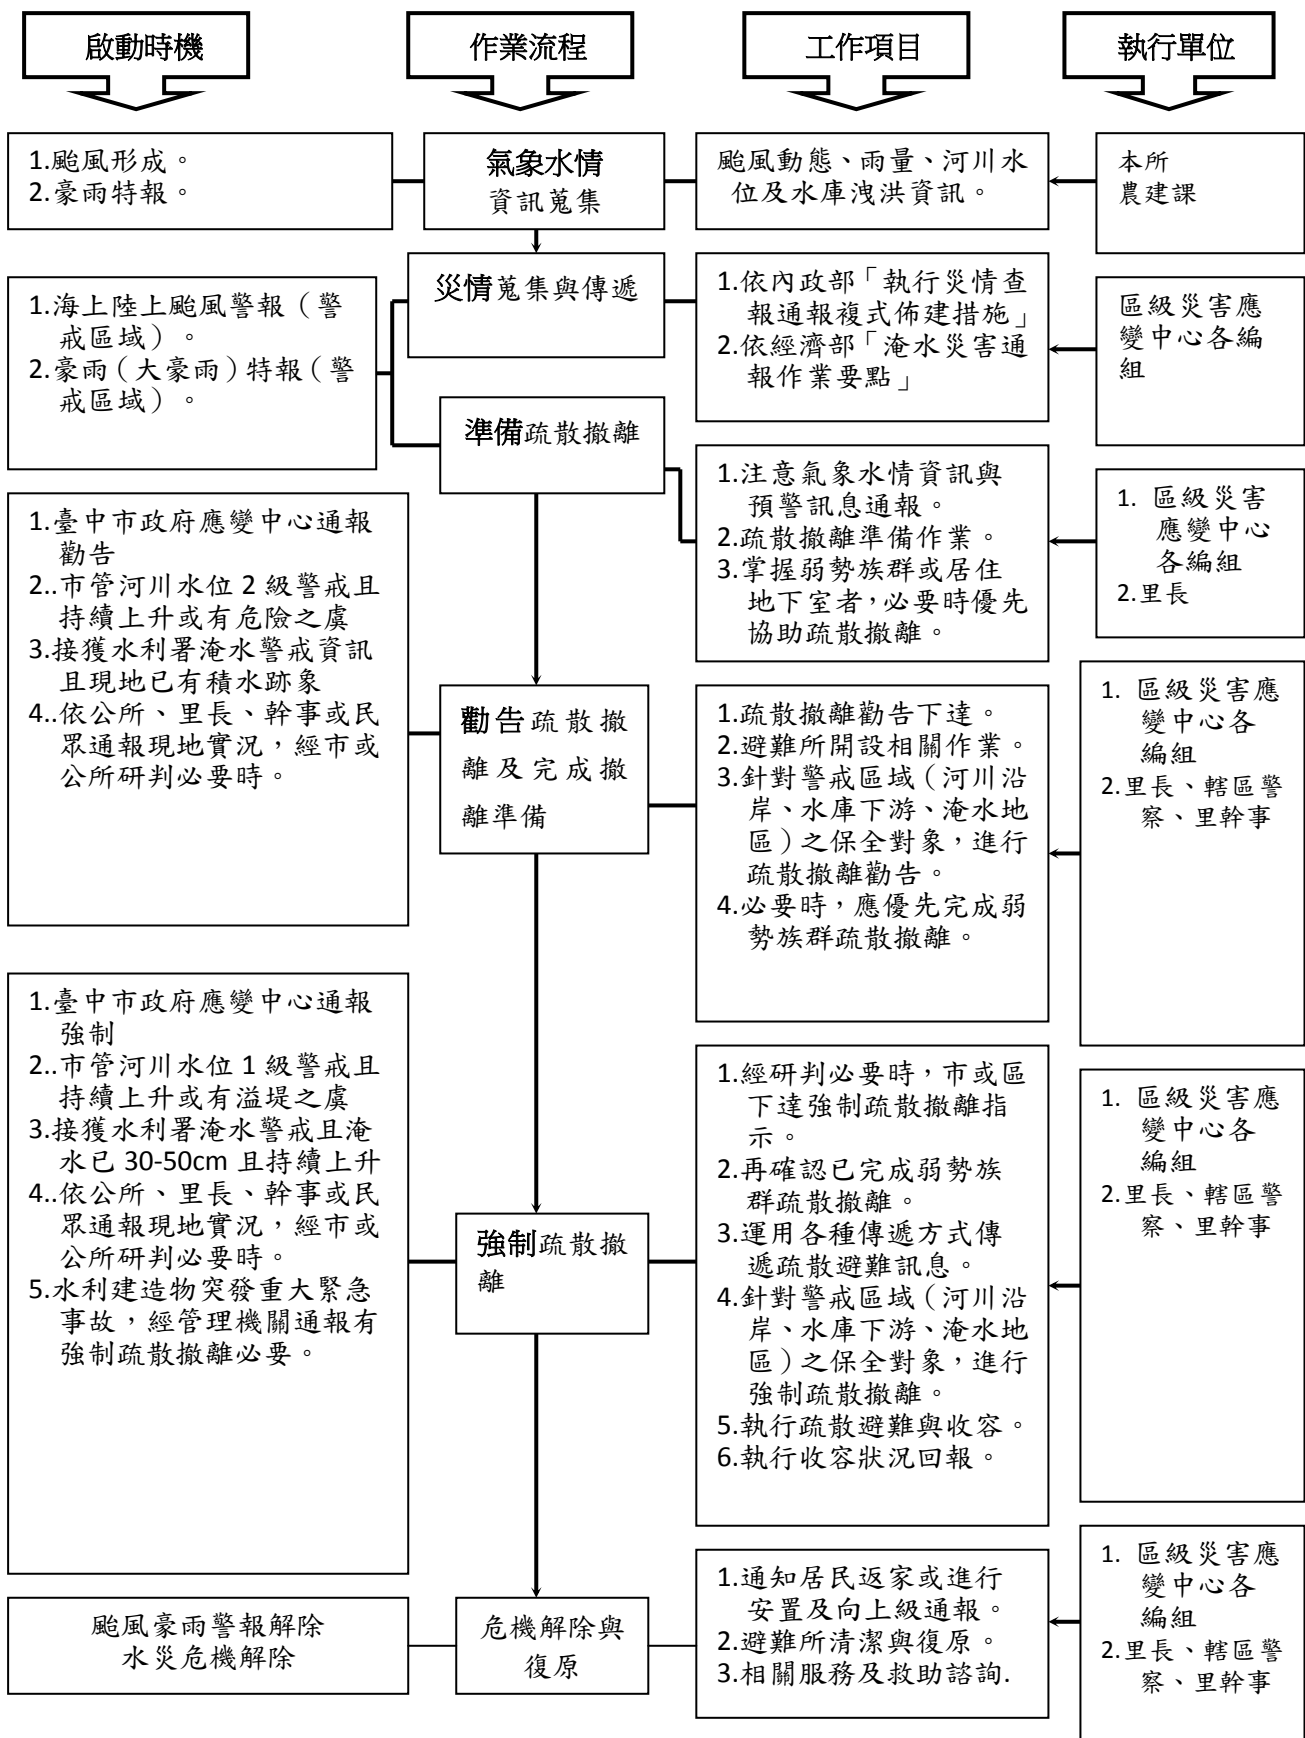 啟動時機
作業流程
工作項目
執行單位
1.颱風形成。
2.豪雨特報。
氣象水情
資訊蒐集
颱風動態、雨量、河川水
位及水庫洩洪資訊。
本所
農建課
1.海上陸上颱風警報（警
戒區域）。
2.豪雨（大豪雨）特報（警
戒區域）。
災情蒐集與傳遞
1.依內政部「執行災情查
報通報複式佈建措施」
2.依經濟部「淹水災害通
報作業要點」
區級災害應
變中心各編
組
準備疏散撤離
1.注意氣象水情資訊與
預警訊息通報。
2.疏散撤離準備作業。
3.掌握弱勢族群或居住
地下室者，必要時優先
協助疏散撤離。
1. 區級災害
應變中心
各編組
2.里長
1.臺中市政府應變中心通報
勸告
2..市管河川水位 2 級警戒且
持續上升或有危險之虞
3.接獲水利署淹水警戒資訊
且現地已有積水跡象
4..依公所、里長、幹事或民
眾通報現地實況，經市或
公所研判必要時。
勸告疏散撤
離及完成撤
離準備
1.疏散撤離勸告下達。
2.避難所開設相關作業。
3.針對警戒區域（河川沿
岸、水庫下游、淹水地
區）之保全對象，進行
疏散撤離勸告。
4.必要時，應優先完成弱
勢族群疏散撤離。
1. 區級災害應
變中心各
編組
2.里長、轄區警
察、里幹事
1.臺中市政府應變中心通報
強制
2..市管河川水位 1 級警戒且
持續上升或有溢堤之虞
3.接獲水利署淹水警戒且淹
水已 30-50cm 且持續上升
4..依公所、里長、幹事或民
眾通報現地實況，經市或
公所研判必要時。
5.水利建造物突發重大緊急
事故，經管理機關通報有
強制疏散撤離必要。
強制疏散撤
離
1.經研判必要時，市或區
下達強制疏散撤離指
示。
2.再確認已完成弱勢族
群疏散撤離。
3.運用各種傳遞方式傳
遞疏散避難訊息。
4.針對警戒區域（河川沿
岸、水庫下游、淹水地
區）之保全對象，進行
強制疏散撤離。
5.執行疏散避難與收容。
6.執行收容狀況回報。
1. 區級災害應
變中心各
編組
2.里長、轄區警
察、里幹事
颱風豪雨警報解除
水災危機解除
危機解除與
復原
1.通知居民返家或進行
安置及向上級通報。
2.避難所清潔與復原。
3.相關服務及救助諮詢.
1. 區級災害應
變中心各
編組
2.里長、轄區警
察、里幹事